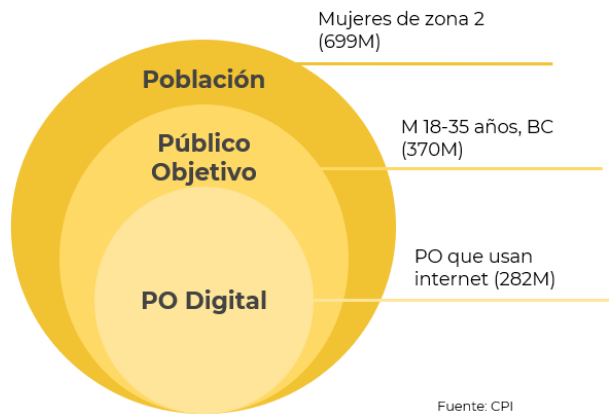 Mujeres de zona 2
(699M)
Población
M 18-35 años, BC
(370M)
Público
Objetivo
PO que usan
internet (282M)
PO Digital
Fuente: CPI